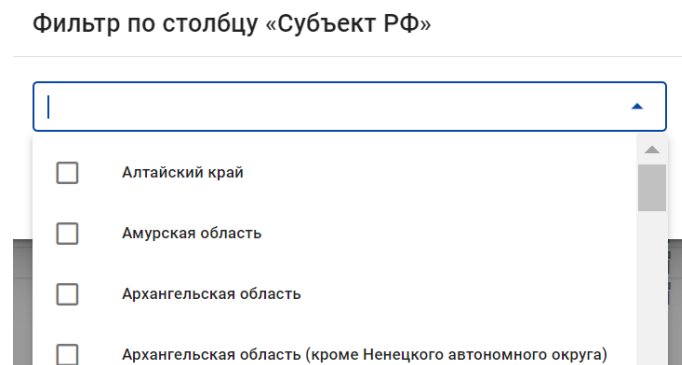 Фильтр по столбцу «Субъект РФ»
Алтайский край
Амурская область
Архангельская область
Архангельская область (кроме Ненецкого автономного округа)